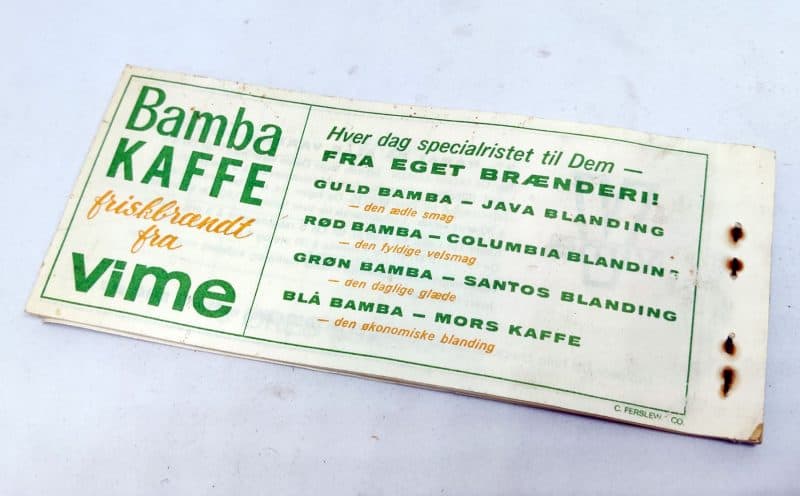 Bamba
KAFFE
friskbrændt
fra
Vime
Hver dag specialristet til Dem —
FRA EGET BRÆNDERI!
GULD BAMBA — JAVA BLANDING
— den ædle smag
RØD BAMBA — COLUMBIA BLANDING
— den fyldige velsmag
GRØN BAMBA — SANTOS BLANDING
— den daglige glæde
BLÅ BAMBA — MORS KAFFE
— den økonomiske blanding
C. FERSLEW CO.